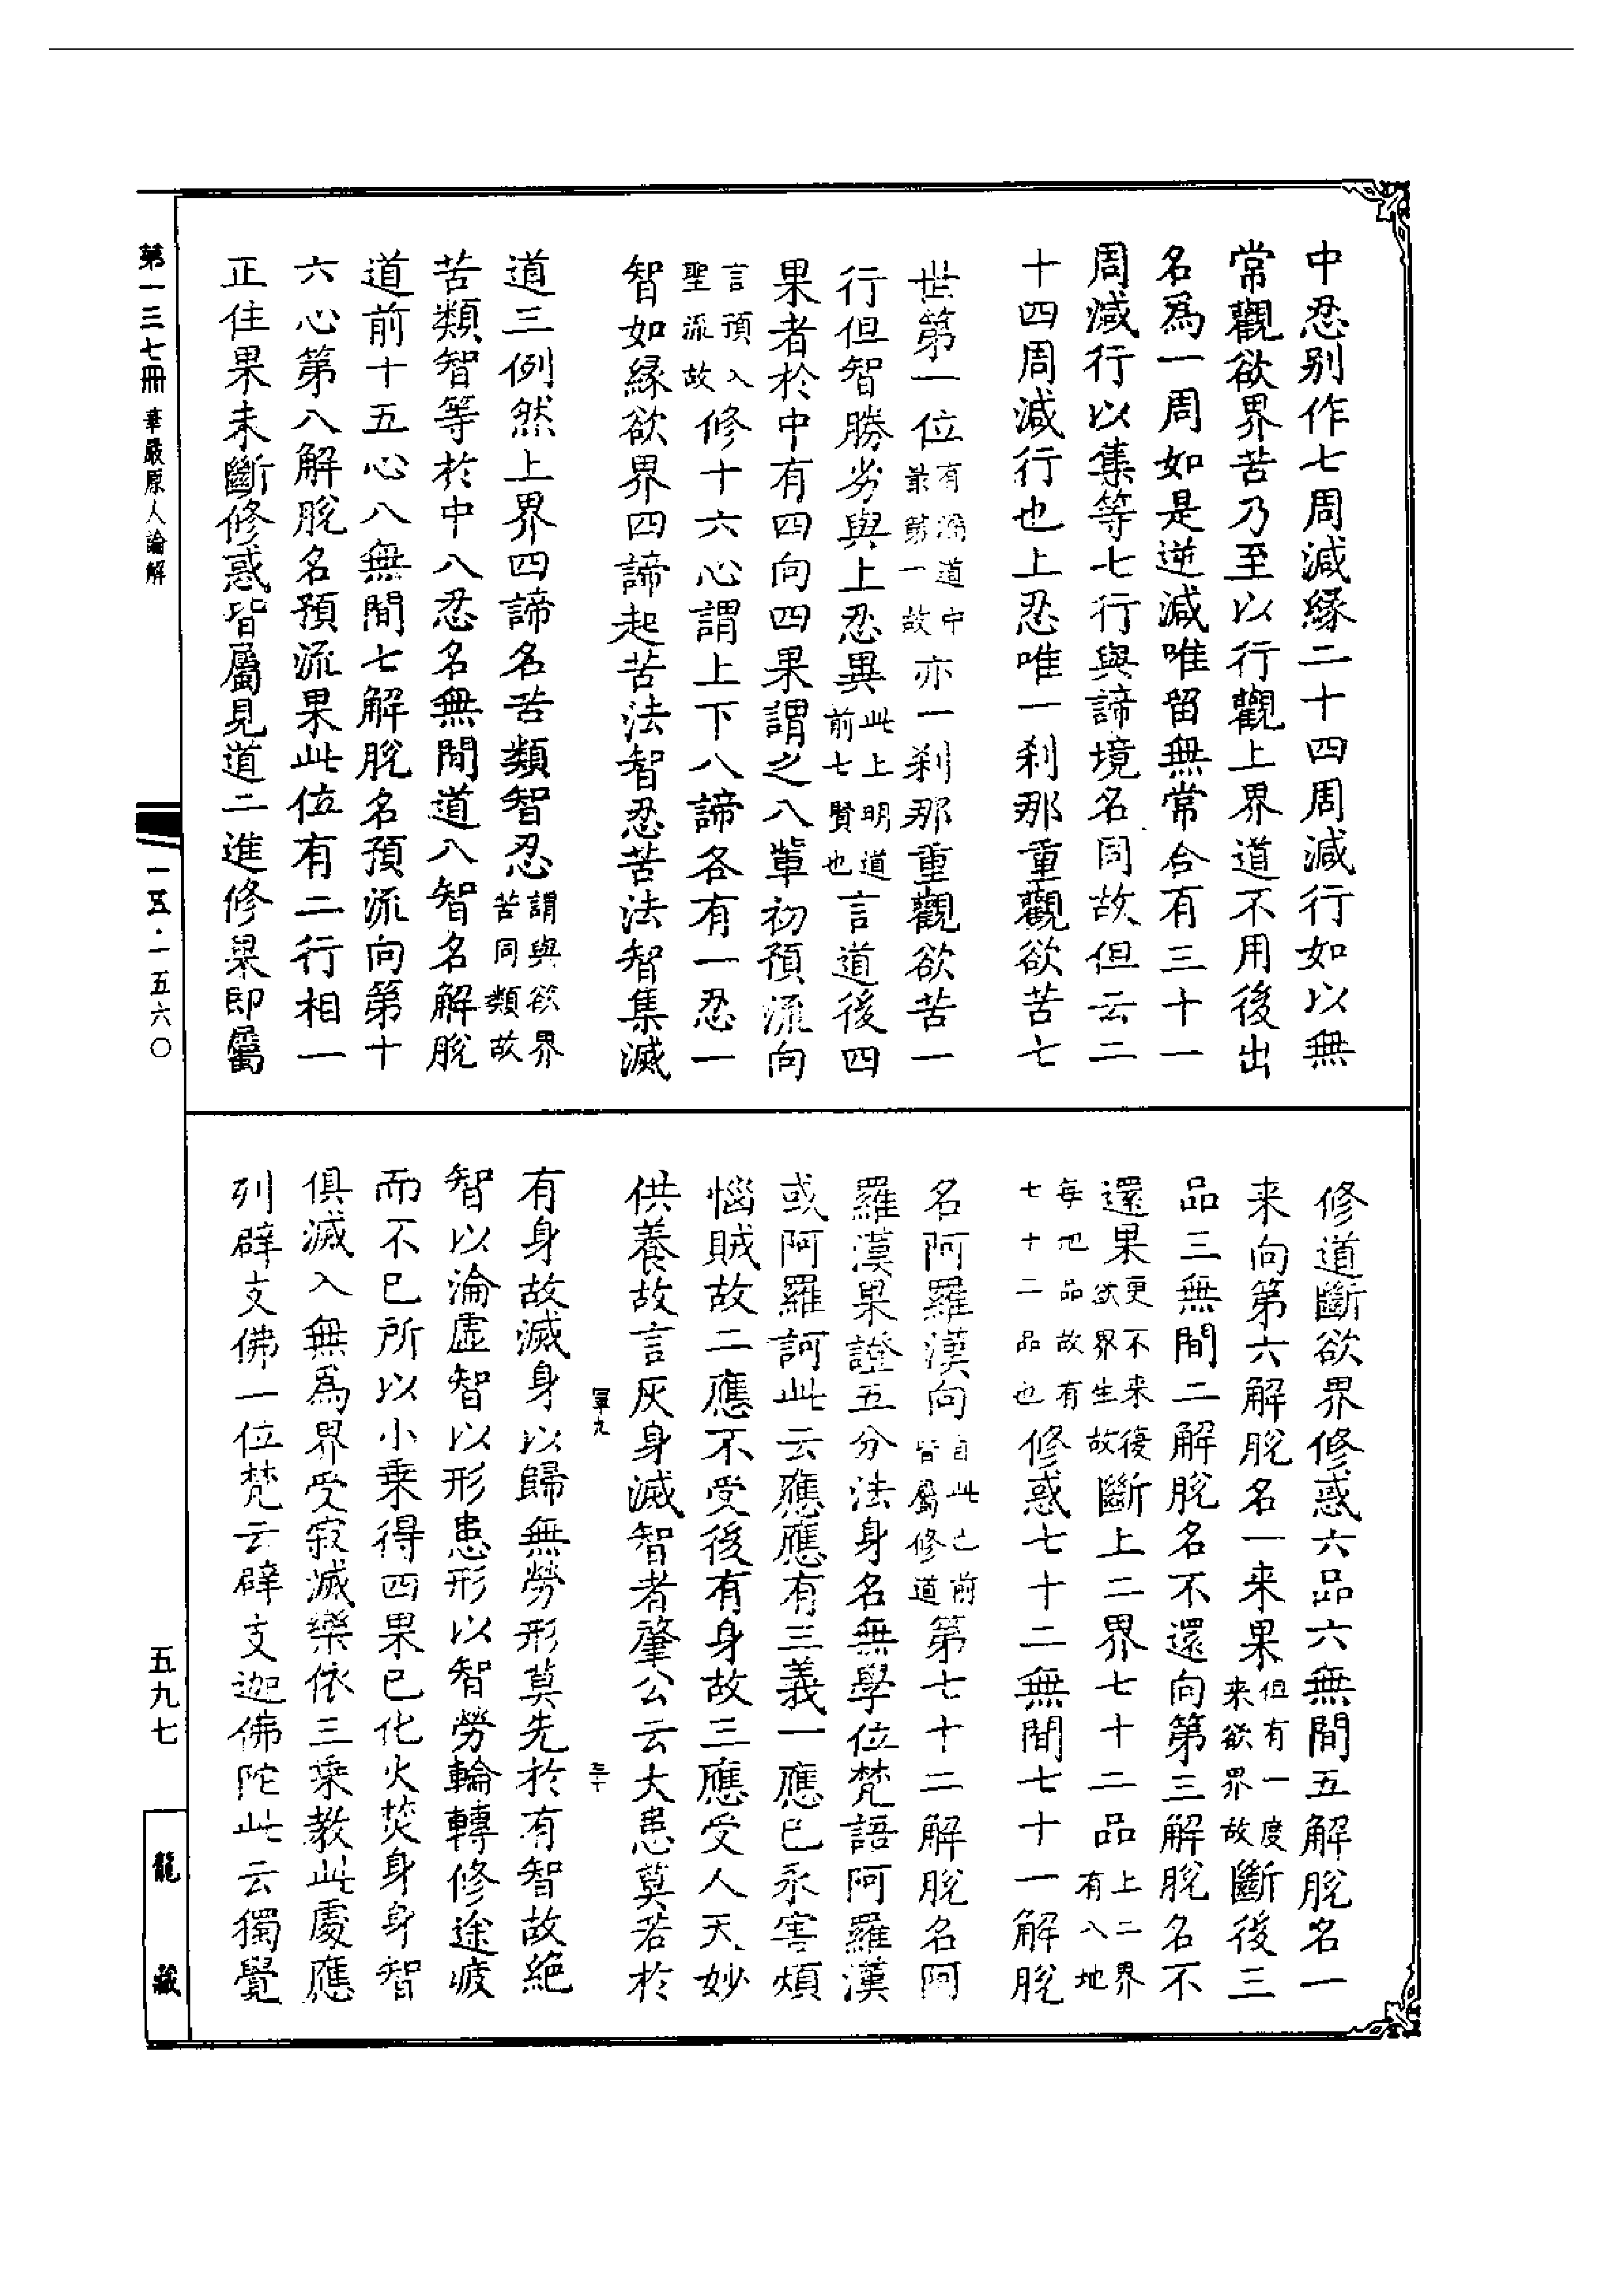 中忍别作七周減緣二十四周減行如以無
常觀欲界苦乃至以行觀上界道不用後出
名爲一周如是逆減唯留無常合有三十一
周減行以集等七行與諦境名同故但云二
十四周減行也上忍唯一刹那重觀欲苦七
世第一位有漏道中最勝一故亦一刹那重觀欲苦一
行但智勝劣與上忍異此上明道前七賢也言道後四
果者於中有四向四果謂之八輩初預流向
言預入聖流故修十六心謂上下八諦各有一忍一
智如緣欲界四諦起苦法智忍苦法智集滅
道三例然上界四諦名苦類智忍謂與欲界苦同類故
苦類智等於中八忍名無間道八智名解脫
道前十五心八無間七解脫名預流向第十
六心第八解脫名預流果此位有二行相一
正住果未斷修惑皆屬見道二進修果即屬
修道斷欲界修惑六品六無間五解脫名一
来向第六解脫名一来果但有一度来欲界故斷後三
品三無間二解脫名不還向第三解脫名不
還果更不来欲界生故後斷上二界七十二品上二界有八地
每地九品故有七十二品也修惑七十二無間七十一解脫
名阿羅漢向自此已前皆屬修道第七十二解脫名阿
羅漢果證五分法身名無學位梵語阿羅漢
或阿羅訶此云應應有三義一應已永害煩
惱賊故二應不受後有身故三應受人天妙
供養故言灰身滅智者肇公云大患莫若於
有身故滅身以歸無勞形莫先於有智故絕
智以淪虛智以形患形以智勞輪轉修途疲
而不已所以小乘得四果已化火焚身身智
俱滅入無爲界受寂滅樂依三乘教此處應
列辟支佛一位梵云辟支迦佛陀此云獨覺
第一三七冊 華嚴原人論解
一五·一五六〇
五九七
龍藏